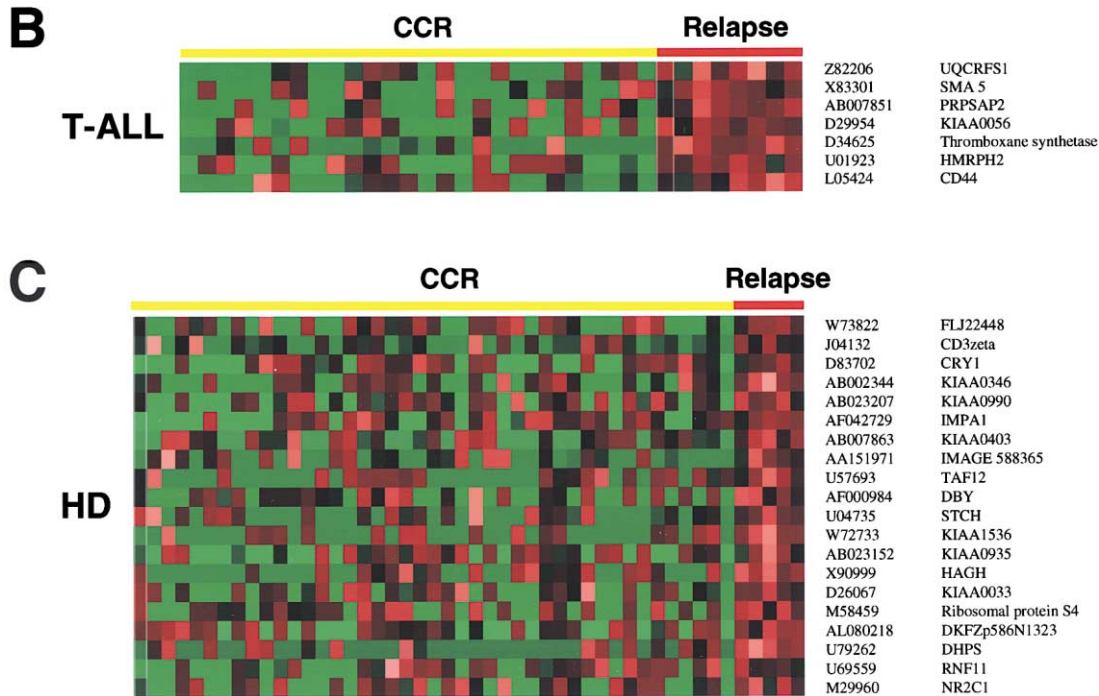 B
CCR Relapse
T-ALL
Z82206 UQCRFS1
X83301 SMA 5
AB007851 PRPSAP2
D29954 KIAA0056
D34625 Thromboxane synthetase
U01923 HMRPH2
L05424 CD44
C
CCR Relapse
HD
W73822 FLJ22448
J04132 CD3zeta
D83702 CRY1
AB002344 KIAA0346
AB023207 KIAA0990
AF042729 IMPA1
AB007863 KIAA0403
AA151971 IMAGE 588365
U57693 TAF12
AF000984 DBY
U04735 STCH
W72733 KIAA1536
AB023152 KIAA0935
X90999 HAGH
D26067 KIAA0033
M58459 Ribosomal protein S4
AL080218 DKFZp586N1323
U79262 DHPS
U69559 RNF11
M29960 NR2C1